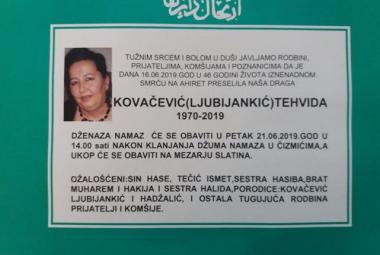 TUŽNIM SRCEM I BOLOM U DUŠI JAVLJAMO RODBINI,
PRIJATELJIMA, KOMŠIJAMA I POZNANICIMA DA JE
DANA 16.06.2019 GOD U 46 GODINI ŽIVOTA IZNENADNOM
SMRĆU NA AHIRET PRESELILA NAŠA DRAGA
KOVAČEVIĆ(LJUBIJANKIĆ)TEHVIDA
1970-2019
DŽENAZA NAMAZ ĆE SE OBAVITI U PETAK 21.06.2019.GOD U
14.00 sati NAKON KLANJANJA DŽUMA NAMAZA U ČIZMIĆIMA,A
UKOP ĆE SE OBAVITI NA MEZARJU SLATINA.
OŽALOŠĆENI:SIN HASE, TEČIĆ ISMET,SESTRA HASIBA,BRAT
MUHAREM I HAKIJA I SESTRA HALIDA,PORODICE:KOVAČEVIĆ
LJUBIJANKIĆ I HADŽALIĆ, I OSTALA TUGUJUĆA RODBINA
PRIJATELJI I KOMŠIJE.